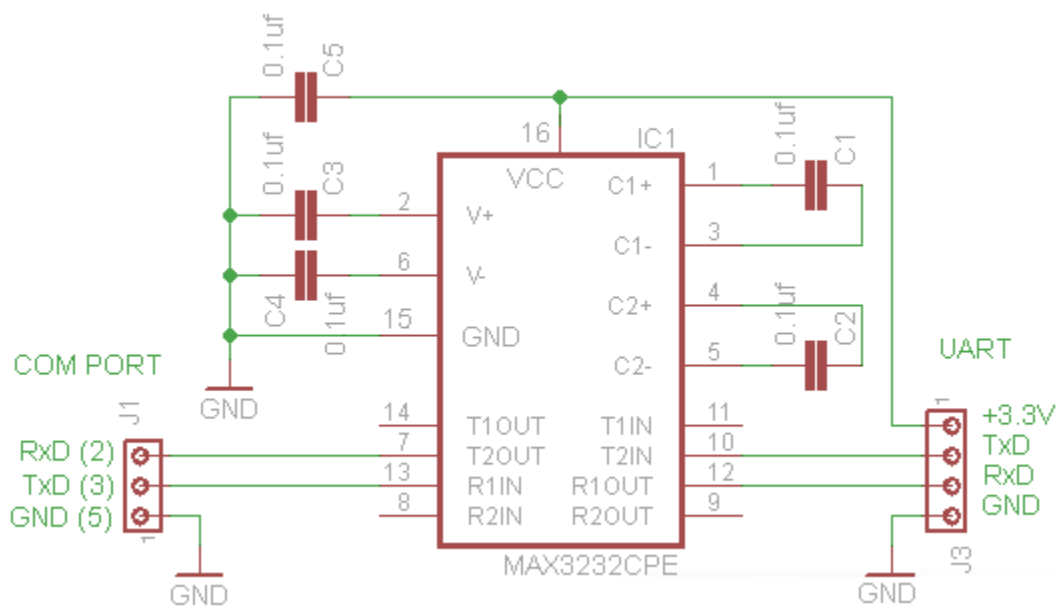 0.1uf
C5
16
IC1
0.1uf
C3
VCC
C1+
1
0.1uf
C1
2
V+
C1-
3
6
V-
C2+
4
C4
0.1uf
15
GND
0.1uf
C2
C2-
5
COM PORT
UART
GND
J1
14
T1OUT
T1IN
11
1
+3.3V
RxD (2)
7
T2OUT
T2IN
10
TxD
TxD (3)
13
R1IN
R1OUT
12
RxD
GND (5)
8
R2IN
R2OUT
9
GND
1
J3
MAX3232CPE
GND
GND